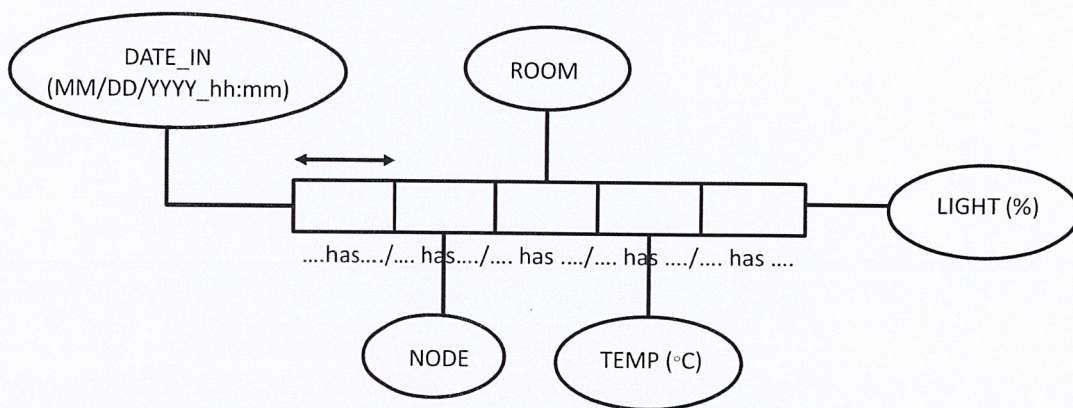 DATE_IN
(MM/DD/YYYY_hh:mm)
ROOM
LIGHT (%)
....has..../.... has..../.... has ..../.... has ..../.... has ....
NODE
TEMP (°C)